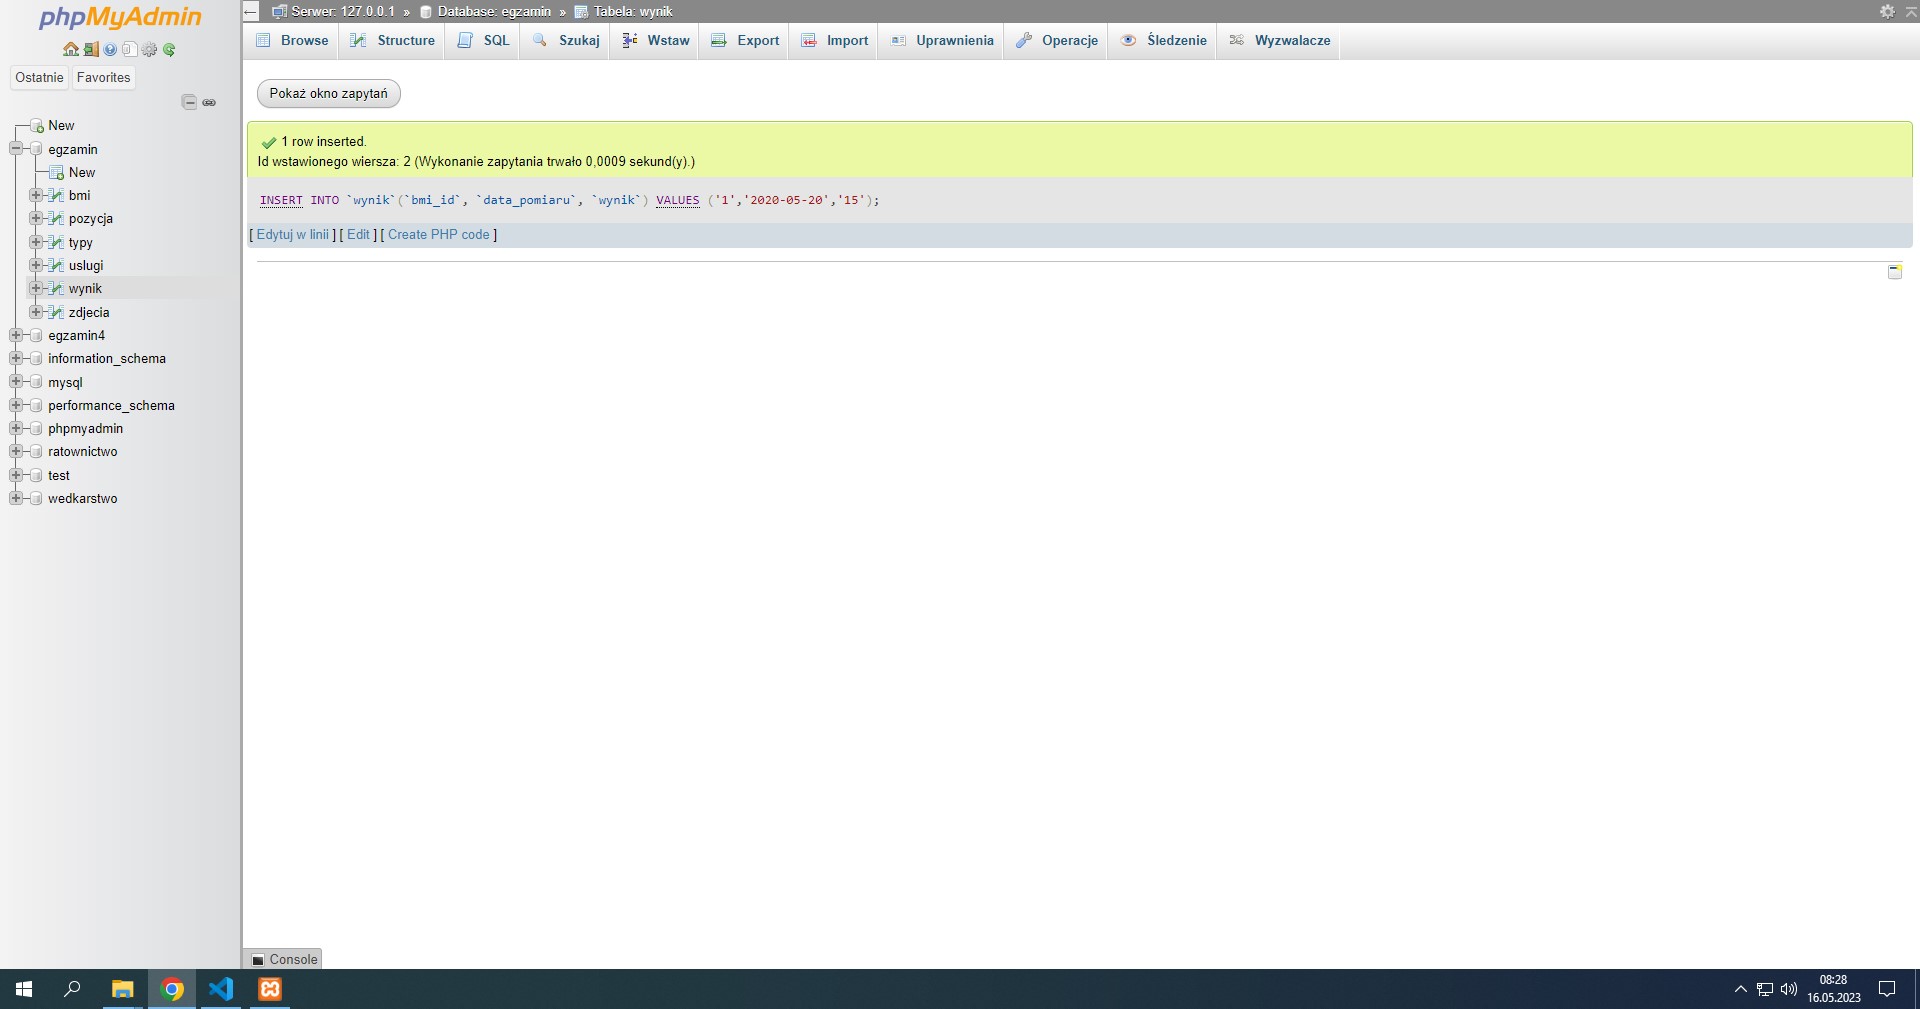 phpMyAdmin
Ostatnie Favorites
New
egzamin
New
bmi
pozycja
typy
uslugi
wynik
zdjecia
egzamin4
information_schema
mysql
performance_schema
phpmyadmin
ratownictwo
test
wedkarstwo
Serwer: 127.0.0.1 » Database: egzamin » Tabela: wynik
Browse Structure SQL Szukaj Wstaw Export Import Uprawnienia Operacje Śledzenie Wyzwalacze
Pokaż okno zapytań
1 row inserted.
Id wstawionego wiersza: 2 (Wykonanie zapytania trwało 0,0009 sekund(y).)
INSERT INTO `wynik`(`bmi_id`, `data_pomiaru`, `wynik`) VALUES ('1','2020-05-20','15');
[ Edytuj w linii ] [ Edit ] [ Create PHP code ]
Console
08:28
16.05.2023